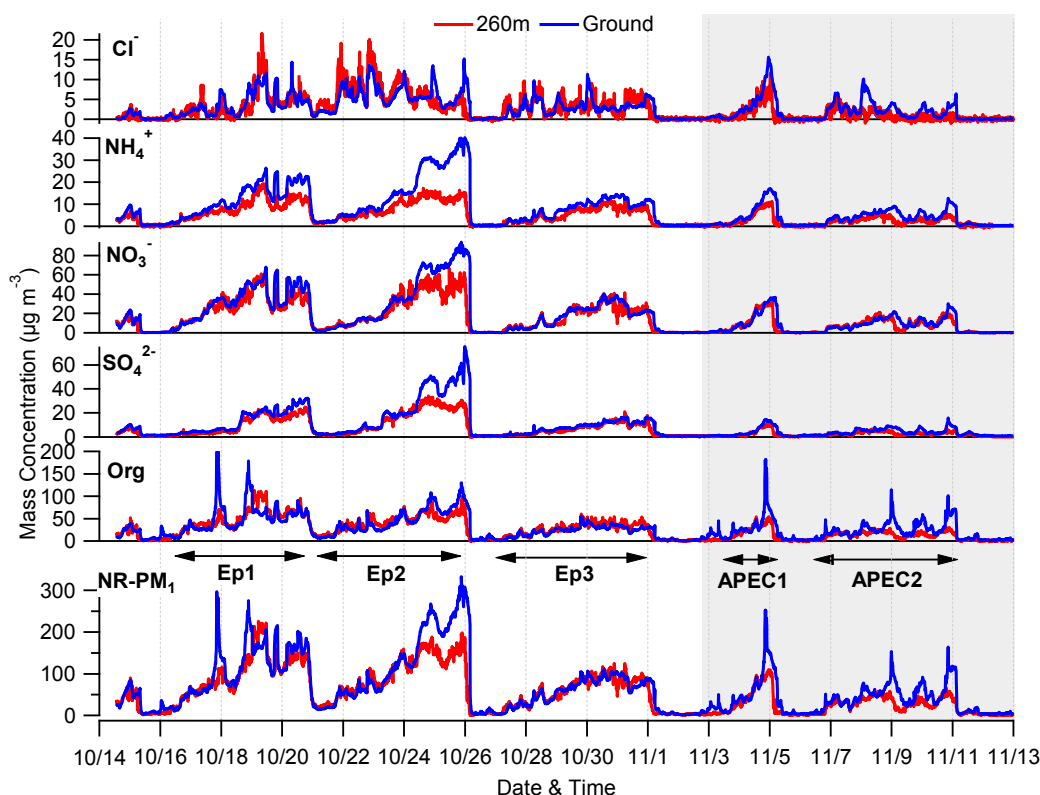 260m Ground
Cl-
20
15
10
5
0
NH4+
40
30
20
10
0
NO3-
80
60
40
20
0
SO42-
60
40
20
0
Org
200
150
100
50
0
Mass Concentration (µg m-3)
Ep1 Ep2 Ep3 APEC1 APEC2
NR-PM1
300
200
100
0
10/14 10/16 10/18 10/20 10/22 10/24 10/26 10/28 10/30 11/1 11/3 11/5 11/7 11/9 11/11 11/13
Date & Time